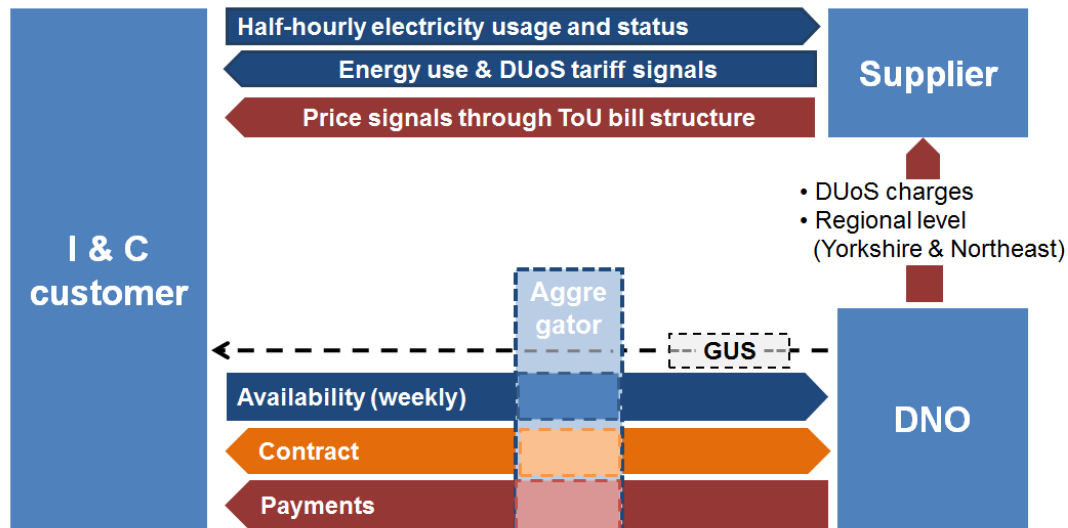 Half-hourly electricity usage and status
Energy use & DUoS tariff signals
Price signals through ToU bill structure
Supplier
• DUoS charges
• Regional level
(Yorkshire & Northeast)
I & C
customer
Aggre
gator
GUS
Availability (weekly)
Contract
Payments
DNO